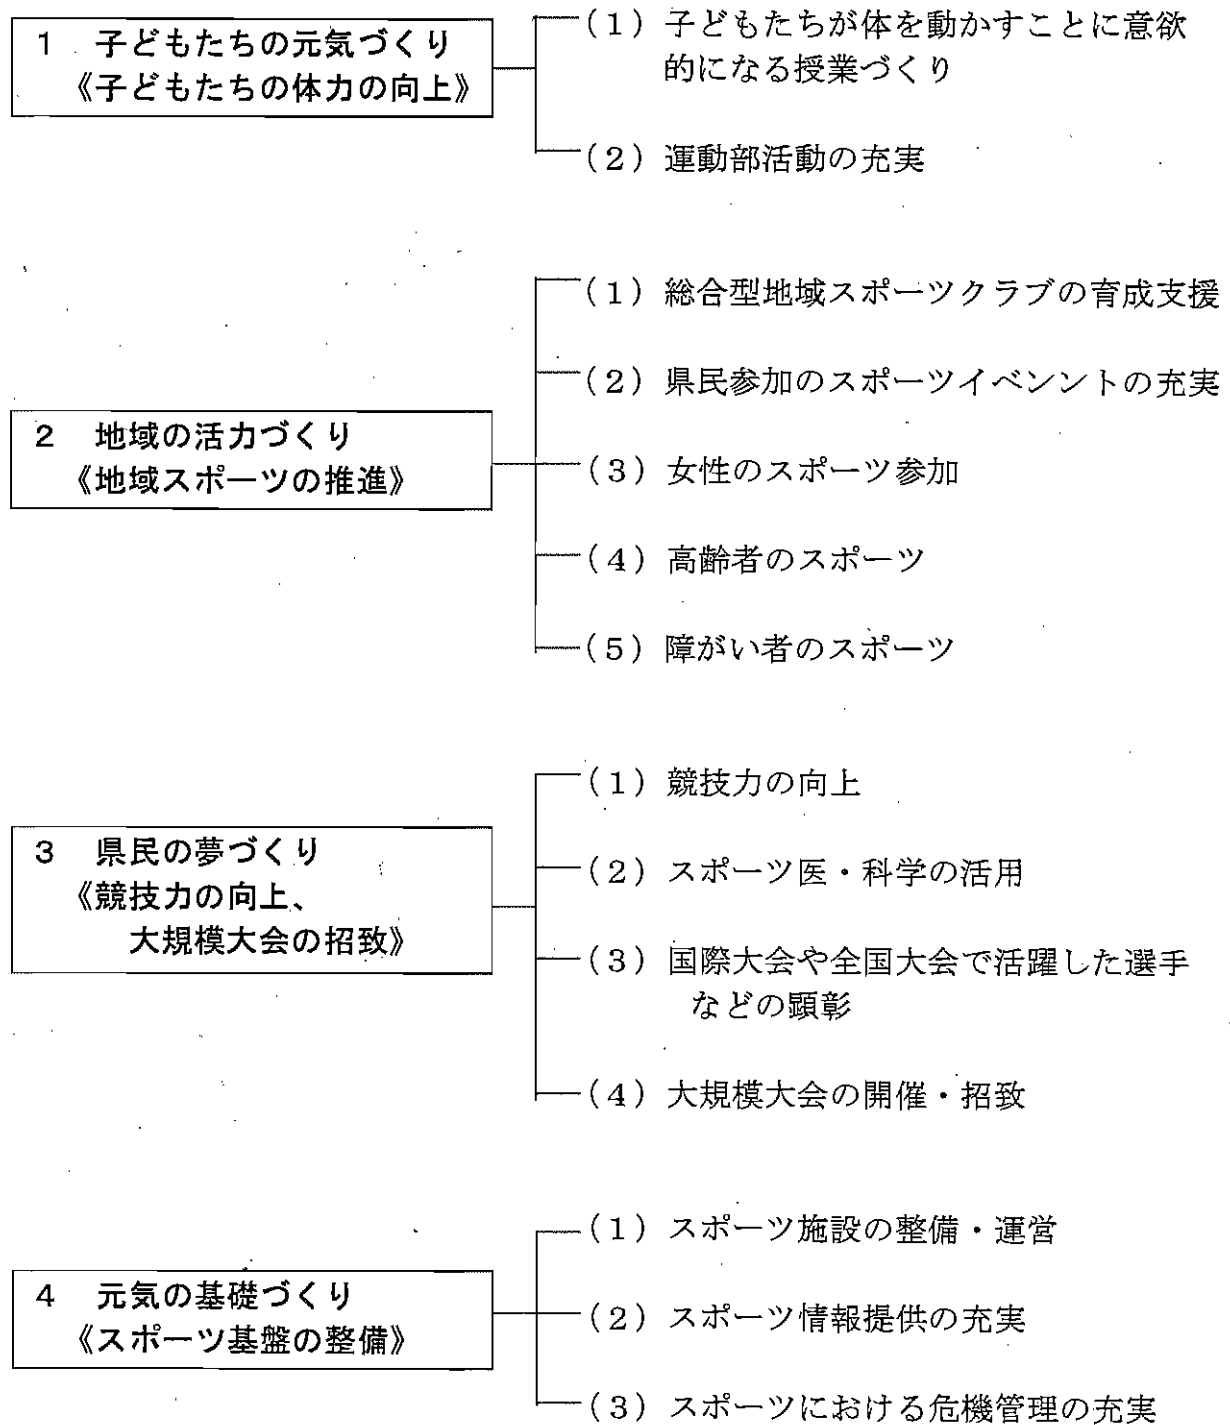 1 子どもたちの元気づくり
《子どもたちの体力の向上》
(1) 子どもたちが体を動かすことに意欲
的になる授業づくり
(2) 運動部活動の充実
2 地域の活力づくり
《地域スポーツの推進》
(1) 総合型地域スポーツクラブの育成支援
(2) 県民参加のスポーツイベンントの充実
(3) 女性のスポーツ参加
(4) 高齢者のスポーツ
(5) 障がい者のスポーツ
3 県民の夢づくり
《競技力の向上、
大規模大会の招致》
(1) 競技力の向上
(2) スポーツ医・科学の活用
(3) 国際大会や全国大会で活躍した選手
などの顕彰
(4) 大規模大会の開催・招致
4 元気の基礎づくり
《スポーツ基盤の整備》
(1) スポーツ施設の整備・運営
(2) スポーツ情報提供の充実
(3) スポーツにおける危機管理の充実